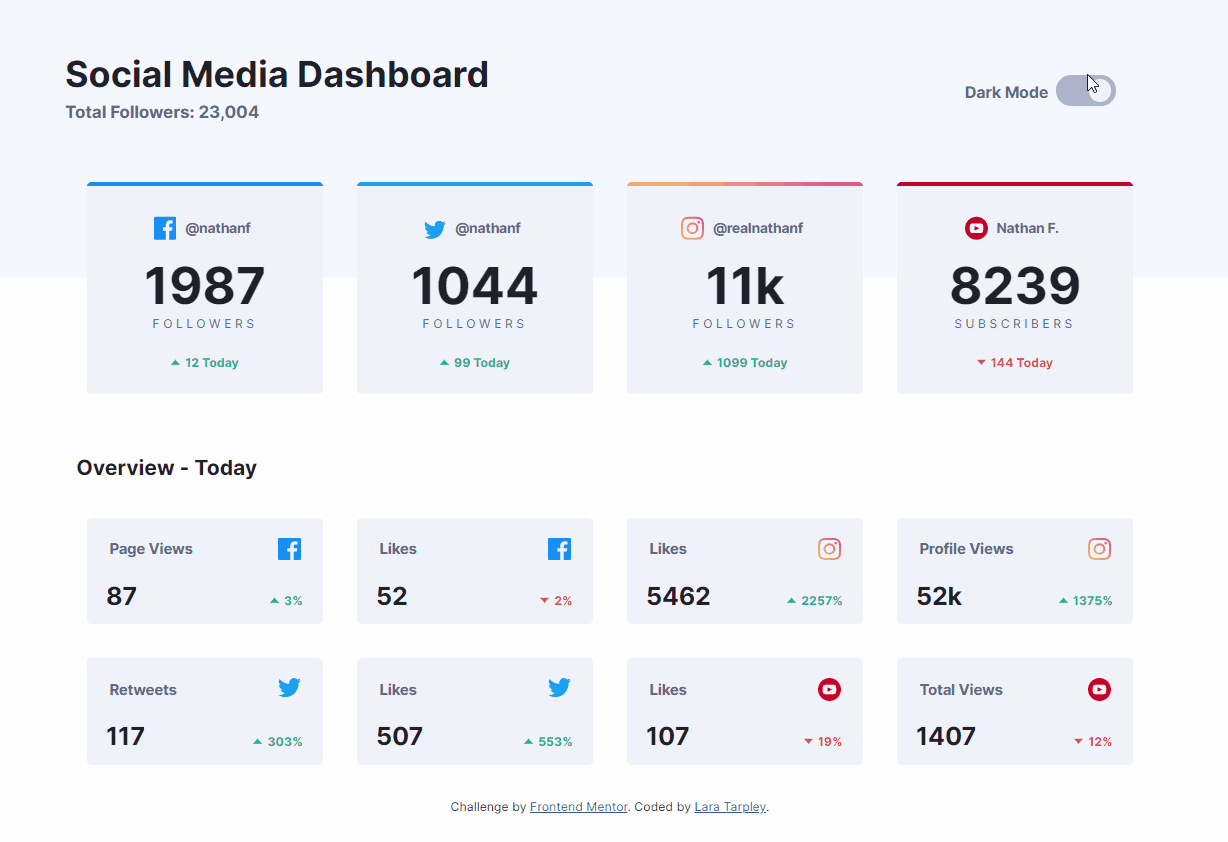 Social Media Dashboard
Total Followers: 23,004
Dark Mode
@nathanf
1987
FOLLOWERS
12 Today
@nathanf
1044
FOLLOWERS
99 Today
@realnathanf
11k
FOLLOWERS
1099 Today
Nathan F.
8239
SUBSCRIBERS
144 Today
Overview - Today
Page Views
87
3%
Likes
52
2%
Likes
5462
2257%
Profile Views
52k
1375%
Retweets
117
303%
Likes
507
553%
Likes
107
19%
Total Views
1407
12%
Challenge by Frontend Mentor. Coded by Lara Tarpley.